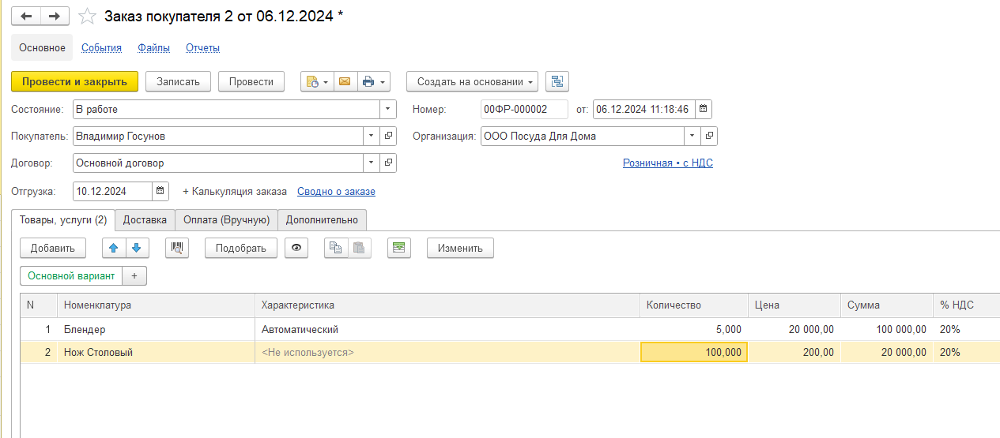 Заказ покупателя 2 от 06.12.2024 *
Основное События Файлы Отчеты
Провести и закрыть Записать Провести Создать на основании
Состояние: В работе Номер: 00ФР-000002 от: 06.12.2024 11:18:46
Покупатель: Владимир Госунов Организация: ООО Посуда Для Дома
Договор: Основной договор Розничная • с НДС
Отгрузка: 10.12.2024 + Калькуляция заказа Сводно о заказе
Товары, услуги (2) Доставка Оплата (Вручную) Дополнительно
Добавить Подобрать Изменить
Основной вариант +
N Номенклатура Характеристика Количество Цена Сумма % НДС
1 Блендер Автоматический 5,000 20 000,00 100 000,00 20%
2 Нож Столовый <Не используется> 100,000 200,00 20 000,00 20%